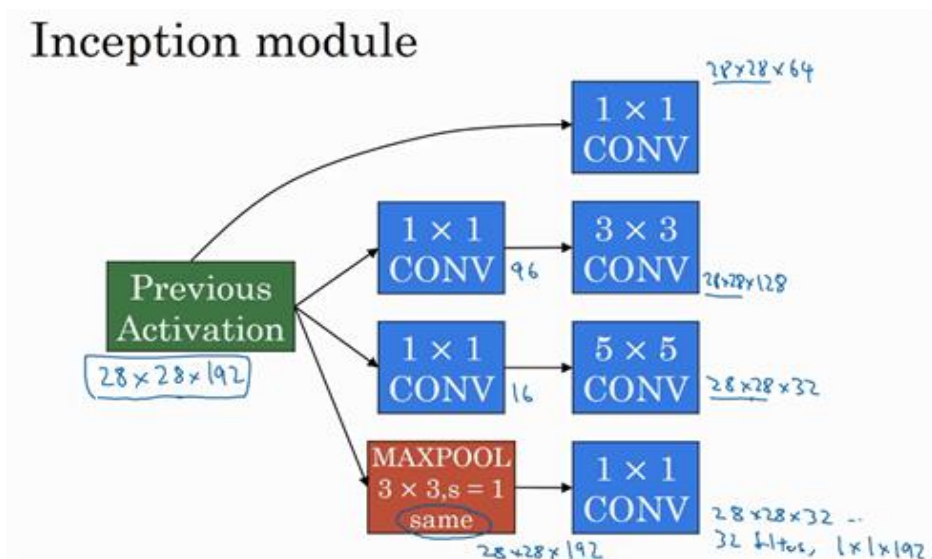 Inception module
28×28×64
1 × 1
CONV
1 × 1
CONV
96
3 × 3
CONV
28×28×128
Previous
Activation
28×28×192
1 × 1
CONV
16
5 × 5
CONV
28×28×32
MAXPOOL
3 × 3,s = 1
same
28×28×192
1 × 1
CONV
28×28×32 ..
32 filters, 1×1×192